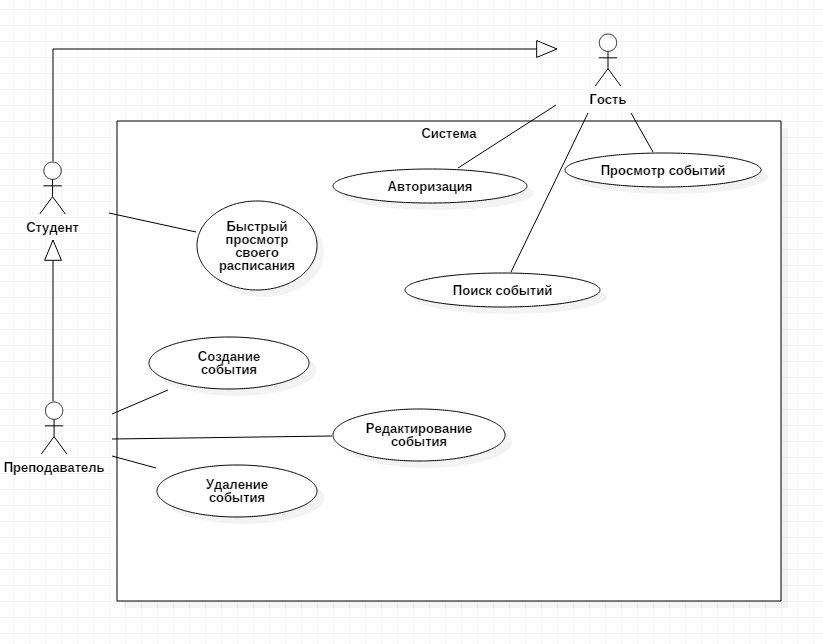 Гость
Система
Просмотр событий
Авторизация
Студент
Быстрый
просмотр
своего
расписания
Поиск событий
Создание
события
Редактирование
события
Преподаватель
Удаление
события